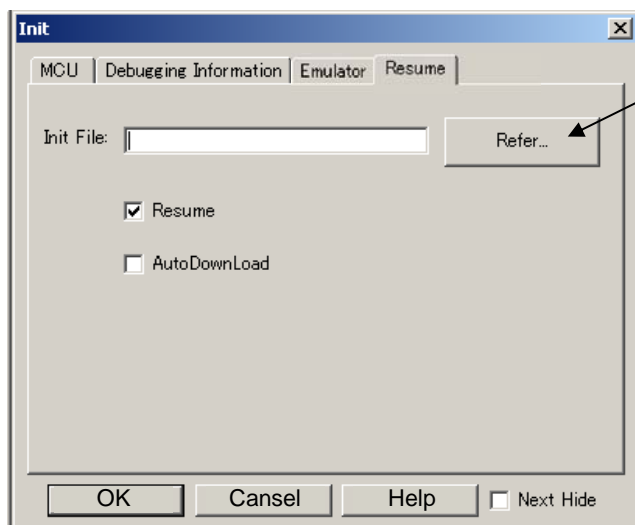 Init
MCU Debugging Information Emulator Resume
Init File: Refer...
Resume
AutoDownLoad
OK Cansel Help Next Hide